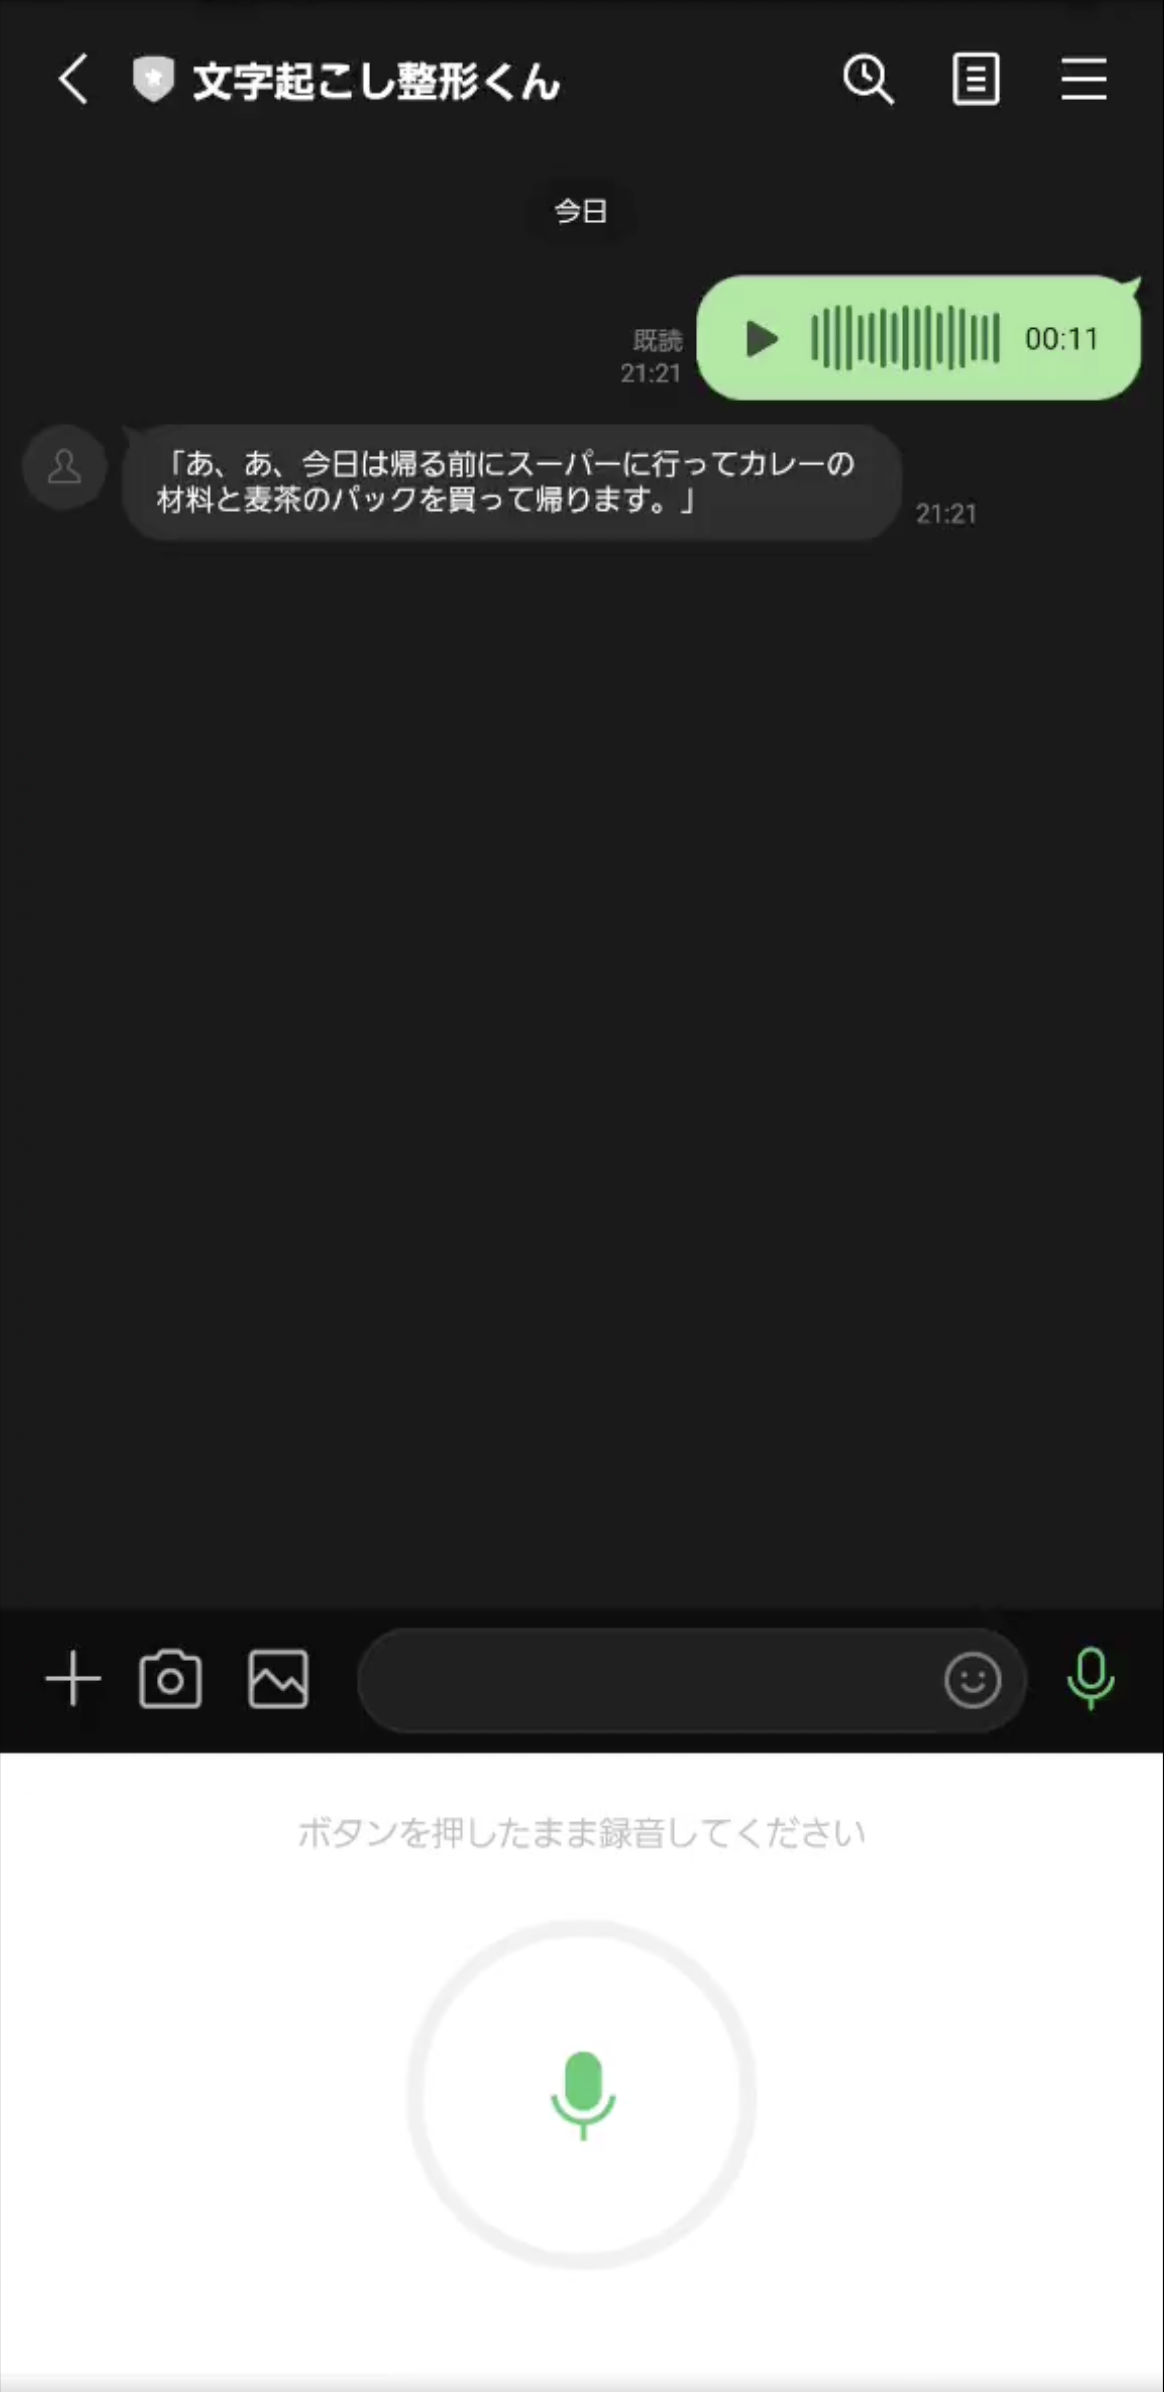 文字起こし整形くん
今日
既読
21:21
00:11
「あ、あ、今日は帰る前にスーパーに行ってカレーの
材料と麦茶のパックを買って帰ります。」
21:21
ボタンを押したまま録音してください